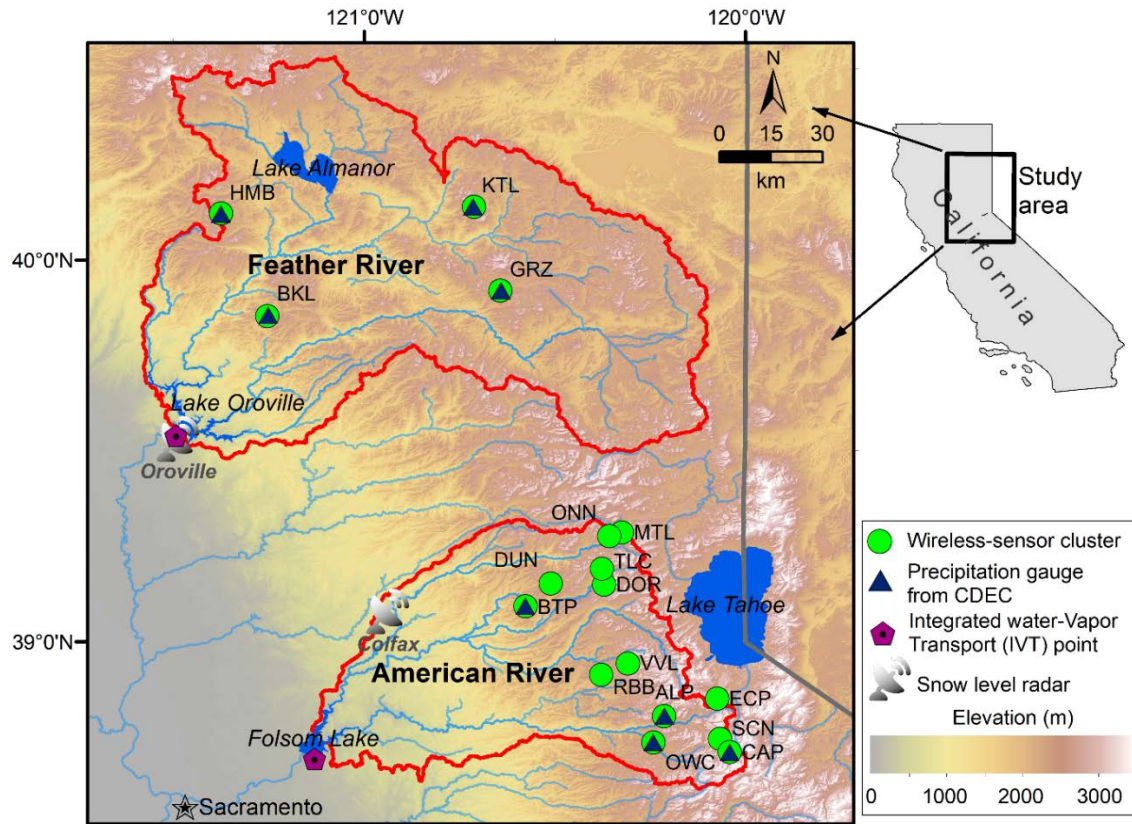 121°0'W
120°0'W
40°0'N
39°0'N
N
0 15 30
km
Lake Almanor
HMB
KTL
Feather River
GRZ
BKL
Lake Oroville
Oroville
ONN
MTL
DUN
TLC
DOR
BTP
Lake Tahoe
Colfax
American River
VVL
RBB
ALP
ECP
SCN
Folsom Lake
OWC
CAP
Sacramento
Study
area
California
Wireless-sensor cluster
Precipitation gauge
from CDEC
Integrated water-Vapor
Transport (IVT) point
Snow level radar
Elevation (m)
0 1000 2000 3000